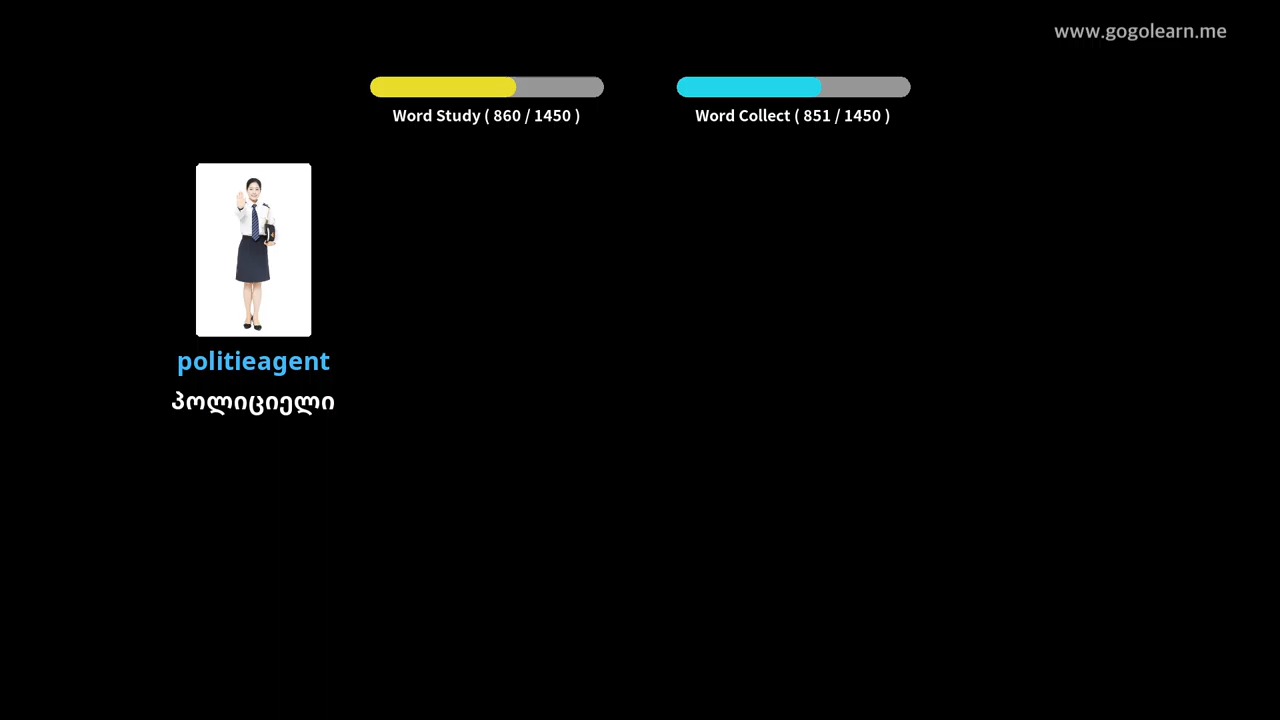 www.gogolearn.me
Word Study ( 860 / 1450 )
Word Collect ( 851 / 1450 )
politieagent
პოლიციელი